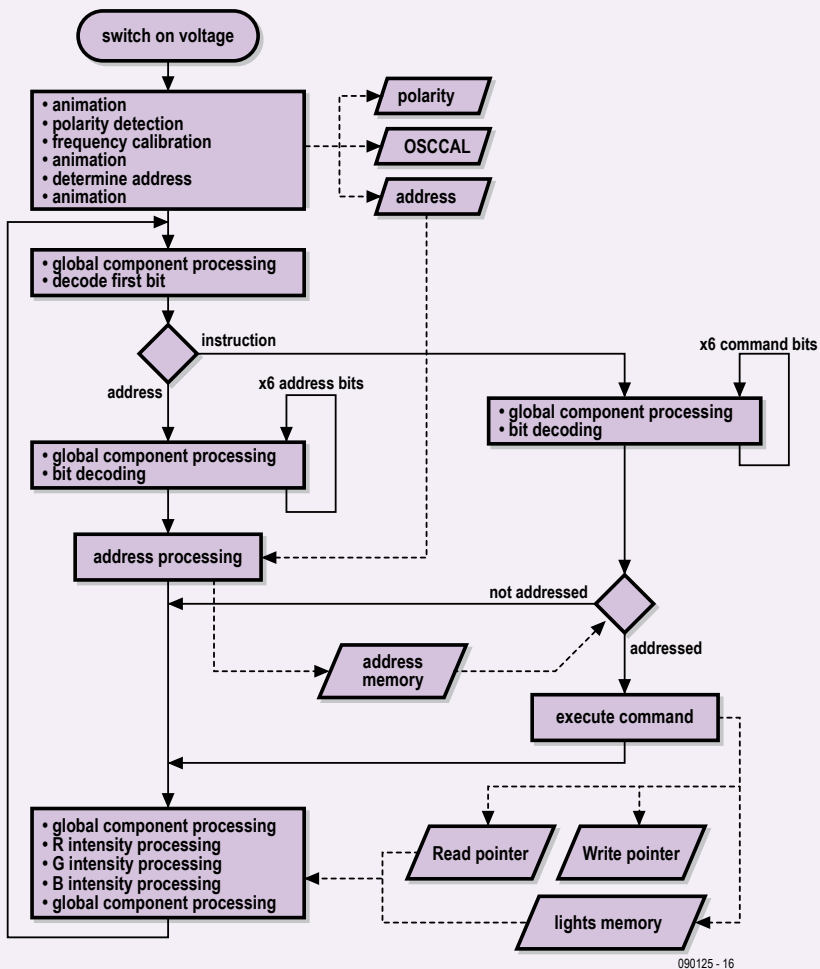 switch on voltage
• animation
• polarity detection
• frequency calibration
• animation
• determine address
• animation
polarity
OSCCAL
address
• global component processing
• decode first bit
instruction
address
x6 address bits
x6 command bits
• global component processing
• bit decoding
• global component processing
• bit decoding
address processing
not addressed
addressed
address
memory
execute command
• global component processing
• R intensity processing
• G intensity processing
• B intensity processing
• global component processing
Read pointer
Write pointer
lights memory
090125 - 16